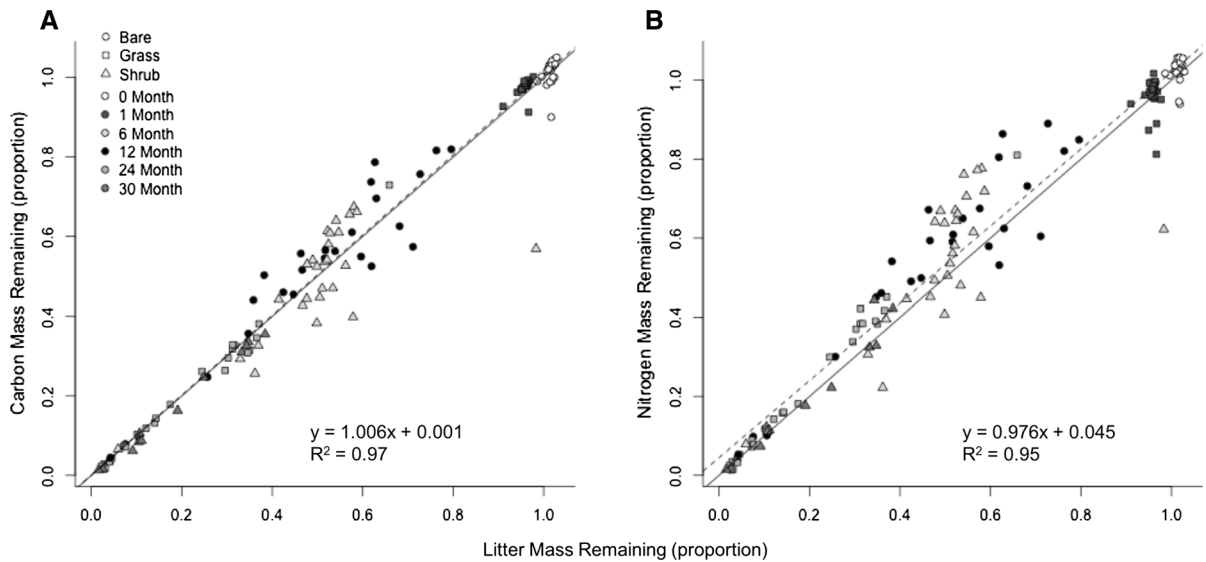 A
Bare
Grass
Shrub
0 Month
1 Month
6 Month
12 Month
24 Month
30 Month
Carbon Mass Remaining (proportion)
1.0
0.8
0.6
0.4
0.2
0.0
y = 1.006x + 0.001
R² = 0.97
0.0 0.2 0.4 0.6 0.8 1.0
B
Nitrogen Mass Remaining (proportion)
1.0
0.8
0.6
0.4
0.2
0.0
y = 0.976x + 0.045
R² = 0.95
0.0 0.2 0.4 0.6 0.8 1.0
Litter Mass Remaining (proportion)